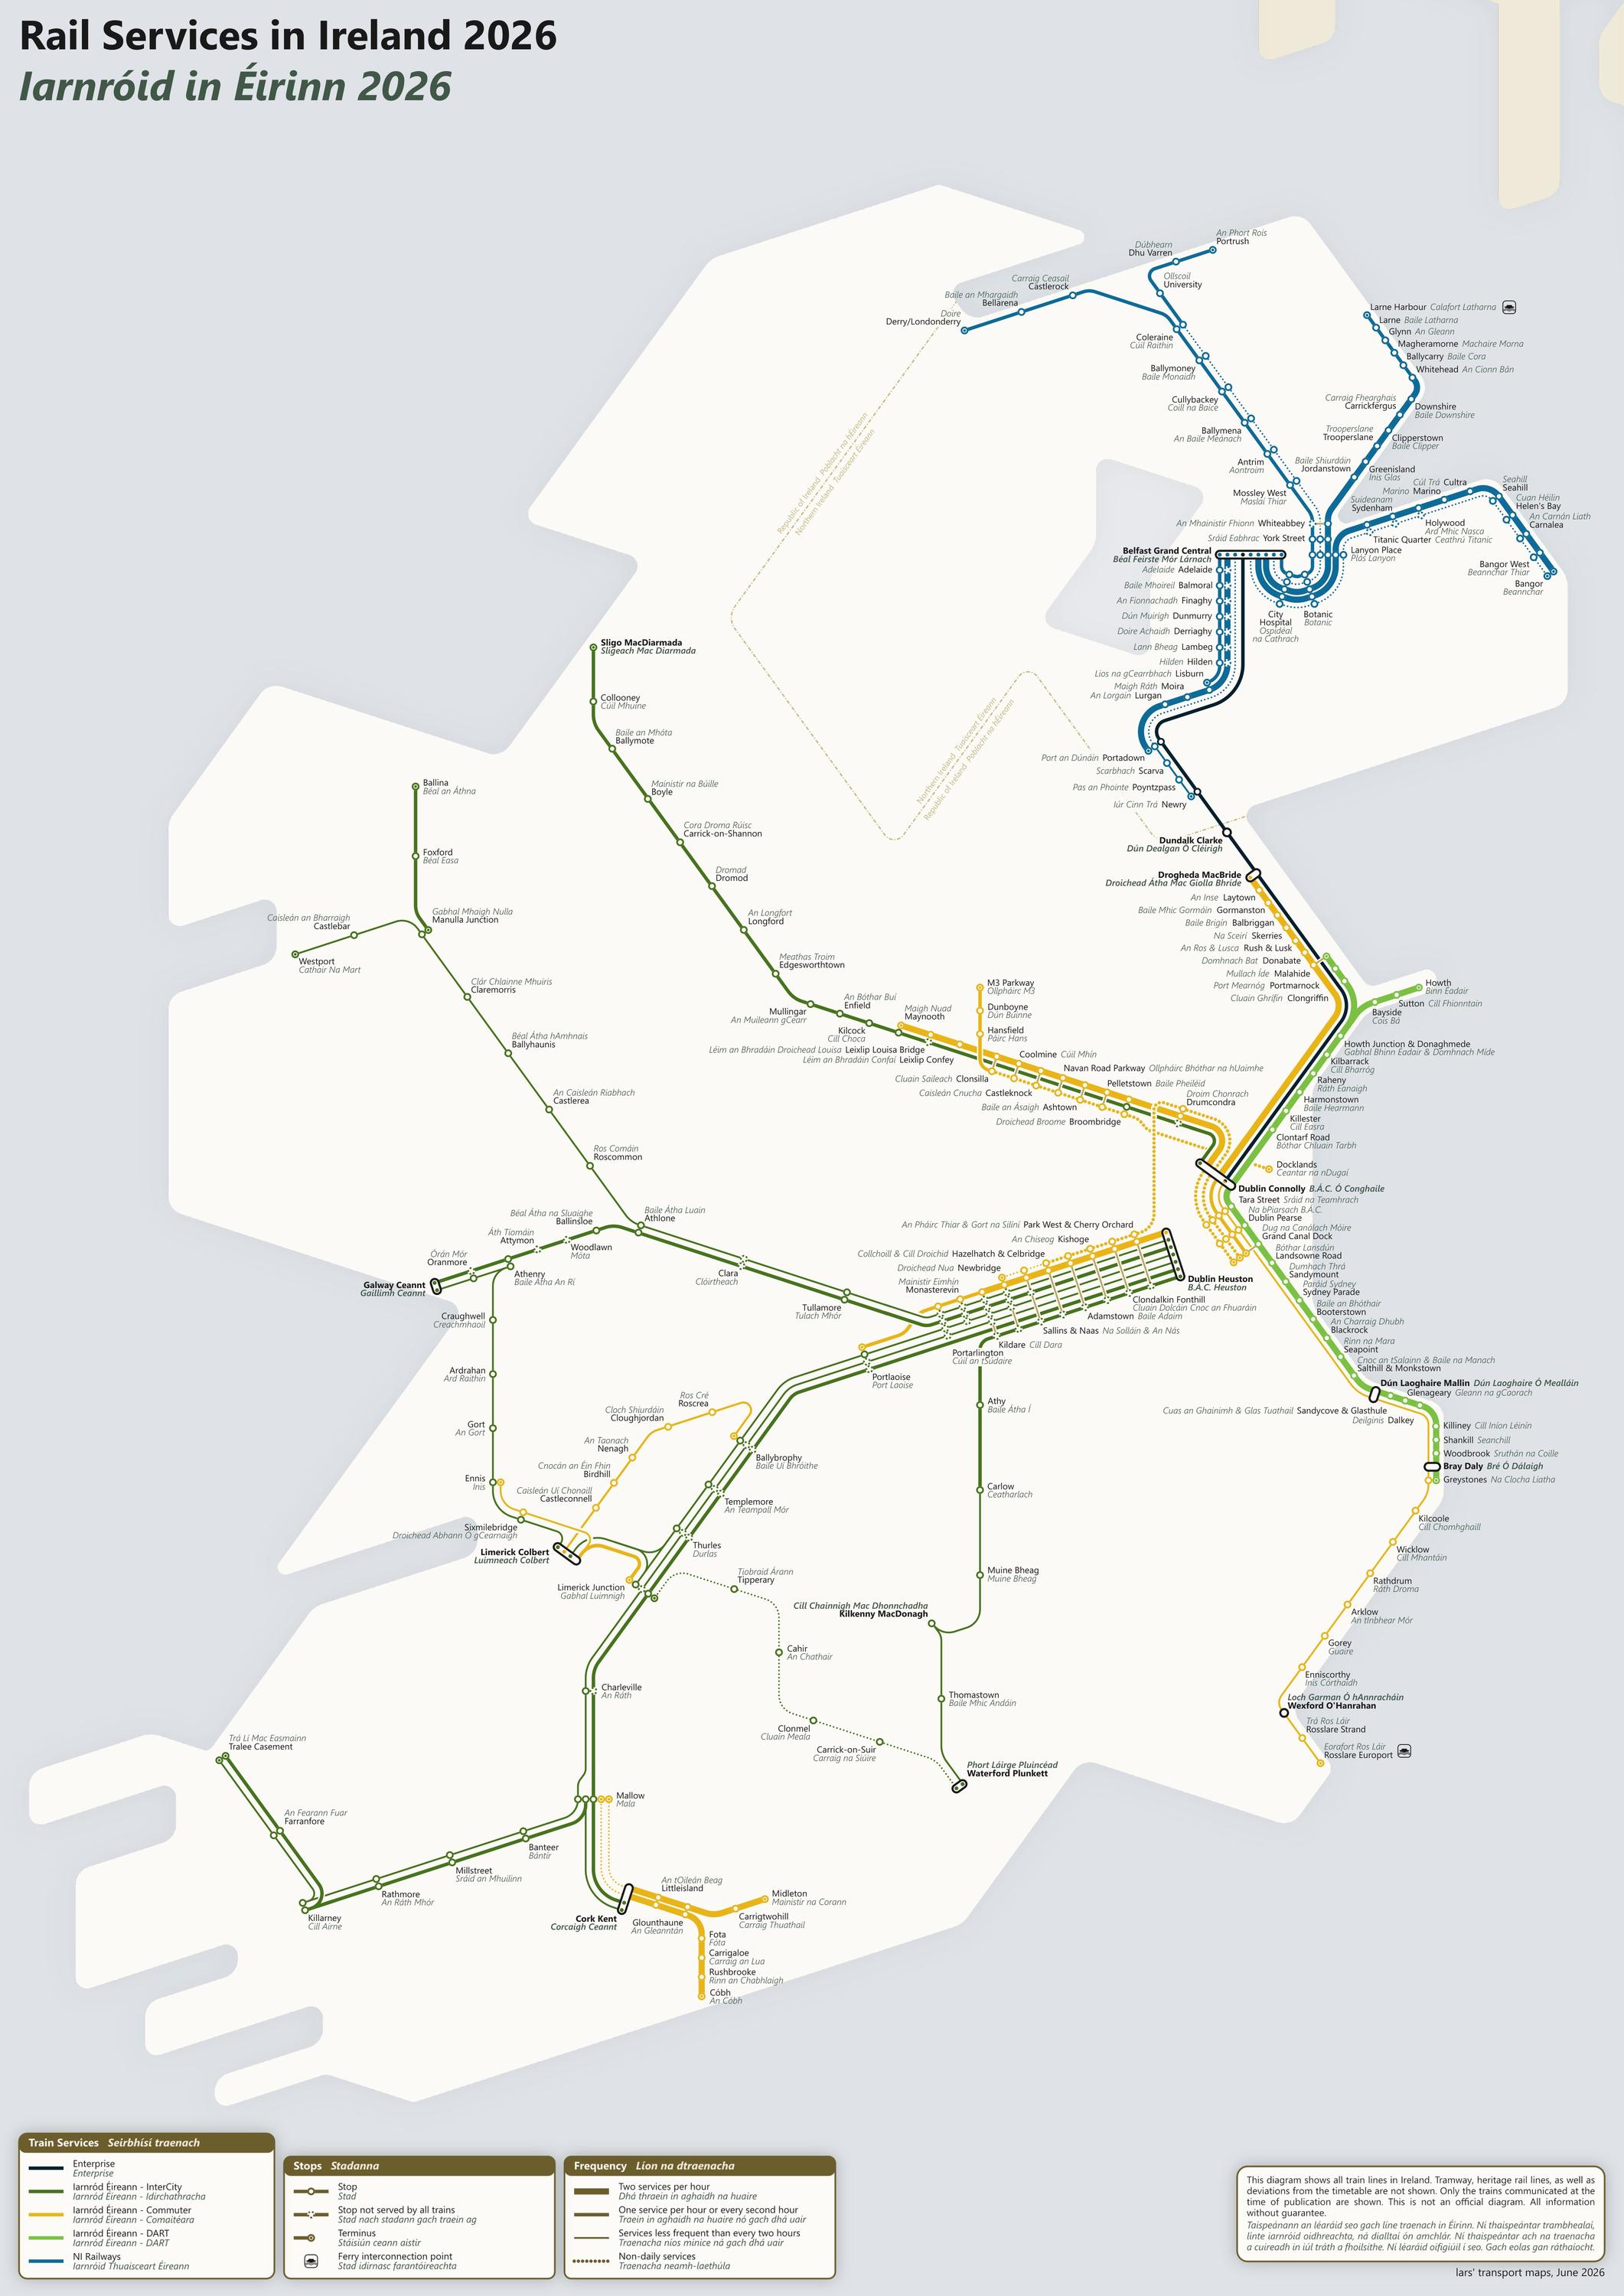 Rail Services in Ireland 2026
Iarnróid in Éirinn 2026
An Phort Rois
Portrush
Dúbhearn
Dhu Varren
Ollscoil
University
Carraig Ceasail
Castlerock
Baile an Mhargaidh
Bellarena
Doire
Derry/Londonderry
Coleraine
Cúil Raithin
Ballymoney
Baile Monaidh
Cullybackey
Coill na Baice
Ballymena
An Baile Meánach
Antrim
Aontroim
Mossley West
Maslaí Thiar
An Mhainistir Fhionn Whiteabbey
Sráid Eabhrac York Street
Larne Harbour Calafort Latharna
Larne Baile Latharna
Glynn An Gleann
Magheramorne Machaire Morna
Ballycarry Baile Cora
Whitehead An Cionn Bán
Carraig Fhearghais
Carrickfergus
Downshire
Baile Downshire
Trooperslane
Trooperslane
Clipperstown
Baile Clipper
Baile Shiurdáin
Jordanstown
Greenisland
Inis Glas
Suideanam
Sydenham
Marino
Marino
Cúl Trá Cultra
Seahill
Seahill
Cuan Héilin
Helen's Bay
An Carnán Liath
Carnalea
Holywood
Ard Mhic Nasca
Titanic Quarter Ceathrú Titanic
Bangor West
Beannchar Thiar
Bangor
Beannchar
Lanyon Place
Plás Lanyon
Belfast Grand Central
Béal Feirste Mór Lárnach
City
Hospital
Ospidéal
na Cathrach
Botanic
Botanic
Adelaide Adelaide
Baile Mhoireil Balmoral
An Fionnachadh Finaghy
Dún Muirígh Dunmurry
Doire Achaidh Derriaghy
Lann Bheag Lambeg
Hilden Hilden
Lios na gCearrbhach Lisburn
Maigh Ráth Moira
An Lorgain Lurgan
Port an Dúnáin Portadown
Scarbhach Scarva
Pas an Phointe Poyntzpass
Iúr Cinn Trá Newry
Republic of Ireland Poblacht na hÉireann
Northern Ireland Tuaisceart Éireann
Northern Ireland Tuaisceart Éireann
Republic of Ireland Poblacht na hÉireann
Dundalk Clarke
Dún Dealgan Ó Cléirigh
Drogheda MacBride
Droichead Átha Mac Giolla Bhride
An Inse Laytown
Baile Mhic Gormáin Gormanston
Baile Brigín Balbriggan
Na Sceirí Skerries
An Ros & Lusca Rush & Lusk
Domhnach Bat Donabate
Mullach Íde Malahide
Port Mearnóg Portmarnock
Cluain Ghrífín Clongriffin
Howth
Binn Éadair
Sutton Cill Fhionntain
Bayside
Cois Bá
Howth Junction & Donaghmede
Gabhal Bhinn Éadair & Domhnach Míde
Kilbarrack
Cill Bharróg
Raheny
Ráth Eanaigh
Harmonstown
Baile Hearmann
Killester
Cill Easra
Clontarf Road
Bóthar Chluain Tarbh
Docklands
Ceantar na nDugaí
Dublin Connolly B.Á.C. Ó Conghaile
Tara Street Sráid na Teamhrach
Na bPiarsach B.Á.C.
Dublin Pearse
Dug na Canálach Móire
Grand Canal Dock
Bóthar Lansdún
Landsowne Road
Dumhach Thrá
Sandymount
Paráid Sydney
Sydney Parade
Baile an Bhóthair
Booterstown
An Charraig Dhubh
Blackrock
Rinn na Mara
Seapoint
Cnoc an tSalainn & Baile na Manach
Salthill & Monkstown
Dún Laoghaire Mallin Dún Laoghaire Ó Mealláin
Glenageary Gleann na gCaorach
Cuas an Ghainimh & Glas Tuathail Sandycove & Glasthule
Deilginis Dalkey
Killiney Cill Iníon Léinín
Shankill Seanchill
Woodbrook Sruthán na Coille
Bray Daly Bré Ó Dálaigh
Greystones Na Clocha Liatha
Kilcoole
Cill Chomhghaill
Wicklow
Cill Mhantáin
Rathdrum
Ráth Droma
Arklow
An tInbhear Mór
Gorey
Guaire
Enniscorthy
Inis Córthaidh
Loch Garman Ó hAnnracháin
Wexford O'Hanrahan
Trá Ros Láir
Rosslare Strand
Eorafort Ros Láir
Rosslare Europort
Sligo MacDiarmada
Sligeach Mac Diarmada
Collooney
Cúil Mhuine
Baile an Mhóta
Ballymote
Mainistir na Búille
Boyle
Cora Droma Rúisc
Carrick-on-Shannon
Dromad
Dromod
An Longfort
Longford
Meathas Troim
Edgesworthtown
Mullingar
An Muileann gCearr
An Bóthar Buí
Enfield
Kilcock
Cill Choca
Maigh Nuad
Maynooth
Léim an Bhradáin Droichead Louisa Leixlip Louisa Bridge
Léim an Bhradáin Confaí Leixlip Confey
M3 Parkway
Ollpháirc M3
Dunboyne
Dún Búinne
Hansfield
Páirc Hans
Coolmine Cúil Mhín
Cluain Saileach Clonsilla
Navan Road Parkway Ollpháirc Bhóthar na hUaimhe
Caisleán Cnucha Castleknock
Pelletstown Baile Pheiléid
Baile an Ásaigh Ashtown
Droim Chonrach
Drumcondra
Droichead Broome Broombridge
Ballina
Béal an Átha
Foxford
Béal Easa
Gabhal Mhaigh Nulla
Manulla Junction
Caisleán an Bharraigh
Castlebar
Westport
Cathair Na Mart
Clár Chlainne Mhuiris
Claremorris
Béal Átha hAmhnais
Ballyhaunis
An Caisleán Riabhach
Castlerea
Ros Comáin
Roscommon
Baile Átha Luain
Athlone
Béal Átha na Sluaighe
Ballinsloe
Áth Tiomáin
Attymon
Woodlawn
Móta
Órán Mór
Oranmore
Athenry
Baile Átha An Rí
Galway Ceannt
Gaillimh Ceannt
Clara
Clóirtheach
Tullamore
Tulach Mhór
An Pháirc Thiar & Gort na Silíní Park West & Cherry Orchard
An Chiseog Kishoge
Collchoill & Cill Droichid Hazelhatch & Celbridge
Droichead Nua Newbridge
Mainistir Eimhín
Monasterevin
Dublin Heuston
B.Á.C. Heuston
Clondalkin Fonthill
Cluain Dolcáin Cnoc an Fhuaráin
Adamstown Baile Adaim
Sallins & Naas Na Solláin & An Nás
Kildare Cill Dara
Portarlington
Cúil an tSúdaire
Portlaoise
Port Laoise
Craughwell
Creachmhaoil
Ardrahan
Ard Raithin
Gort
An Gort
Ennis
Inis
Sixmilebridge
Droichead Abhann Ó gCearnaigh
Limerick Colbert
Luimneach Colbert
Ros Cré
Roscrea
Cloch Shiurdáin
Cloughjordan
An Taonach
Nenagh
Cnocán an Éin Fhin
Birdhill
Caisleán Uí Chonaill
Castleconnell
Ballybrophy
Baile Uí Bhróithe
Templemore
An Teampall Mór
Thurles
Durlas
Limerick Junction
Gabhal Luimnigh
Tiobraid Árann
Tipperary
Cahir
An Chathair
Clonmel
Cluain Meala
Carrick-on-Suir
Carraig na Siúire
Athy
Baile Átha Í
Carlow
Ceatharlach
Muine Bheag
Muine Bheag
Cill Chainnigh Mac Dhonnchadha
Kilkenny MacDonagh
Thomastown
Baile Mhic Andáin
Phort Láirge Pluincéad
Waterford Plunkett
Charleville
An Ráth
Mallow
Mala
Trá Lí Mac Easmainn
Tralee Casement
An Fearann Fuar
Farranfore
Killarney
Cill Airne
Rathmore
An Ráth Mhór
Millstreet
Sráid an Mhuilinn
Banteer
Bántír
Cork Kent
Corcaigh Ceannt
An tOileán Beag
Littleisland
Glounthaune
An Gleanntán
Midleton
Mainistir na Corann
Carrigtwohill
Carraig Thuathail
Fota
Fóta
Carrigaloe
Carraig an Lua
Rushbrooke
Rinn an Chabhlaigh
Cóbh
An Cóbh
Train Services Seirbhísí traenach
Enterprise
Enterprise
Iarnród Éireann - InterCity
Iarnród Éireann - Idirchathracha
Iarnród Éireann - Commuter
Iarnród Éireann - Comaitéara
Iarnród Éireann - DART
Iarnród Éireann - DART
NI Railways
Iarnróid Thuaisceart Éireann
Stops Stadanna
Stop
Stad
Stop not served by all trains
Stad nach stadann gach traein ag
Terminus
Stáisiún ceann aistir
Ferry interconnection point
Stad idirnasc farantóireachta
Frequency Líon na dtraenacha
Two services per hour
Dhá thraein in aghaidh na huaire
One service per hour or every second hour
Traein in aghaidh na huaire nó gach dhá uair
Services less frequent than every two hours
Traenacha níos minice ná gach dhá uair
Non-daily services
Traenacha neamh-laethúla
This diagram shows all train lines in Ireland. Tramway, heritage rail lines, as well as
deviations from the timetable are not shown. Only the trains communicated at the
time of publication are shown. This is not an official diagram. All information
without guarantee.
Taispeánann an léaráid seo gach líne traenach in Éirinn. Ní thaispeántar trambhealaí,
línte iarnróid oidhreachta, ná dialltaí ón amchlár. Ní thaispeántar ach na traenacha
a cuireadh in iúl tráth a fhoilsithe. Ní léaráid oifigiúil í seo. Gach eolas gan ráthaíocht.
lars' transport maps, June 2026